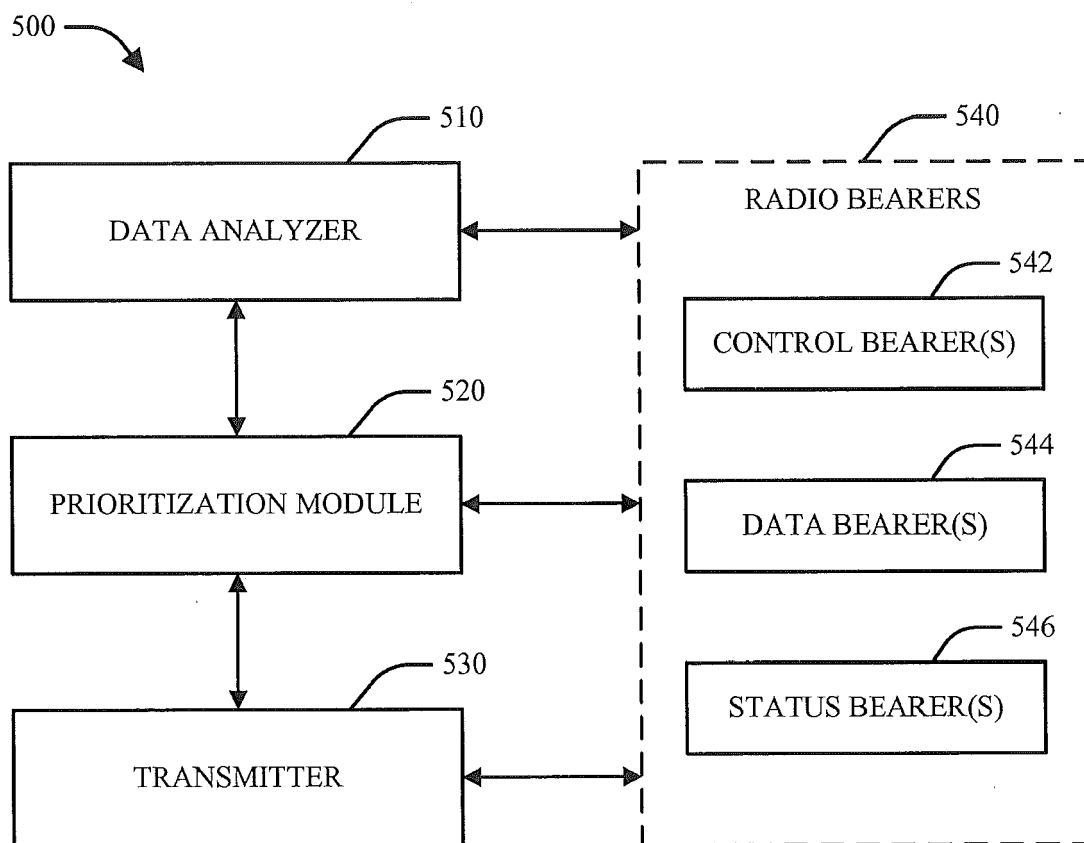 500
510
540
DATA ANALYZER
RADIO BEARERS
542
CONTROL BEARER(S)
520
544
PRIORITIZATION MODULE
DATA BEARER(S)
546
530
STATUS BEARER(S)
TRANSMITTER